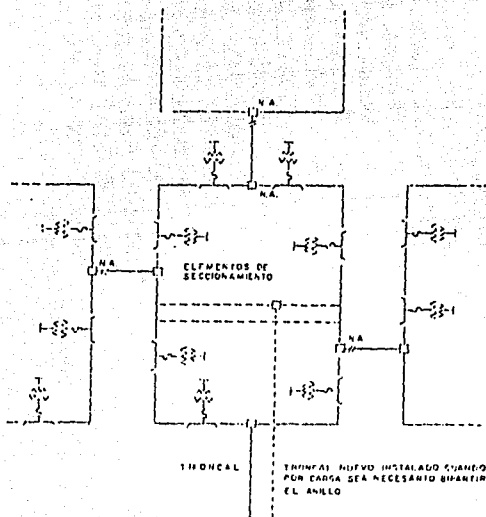 N.A.
N.A.
N.A.
ELEMENTOS DE
SECCIONAMIENTO
N.A.
TRONCAL
TRONCAL NUEVO INSTALADO CUANDO
POR CARGA SEA NECESARIO BIPARTIR
EL ANILLO